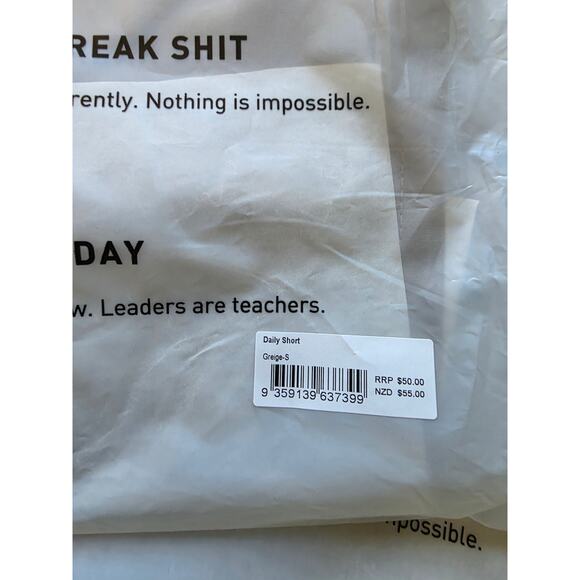 REAK SHIT
rently. Nothing is impossible.
DAY
w. Leaders are teachers.
Daily Short
Greige-S
RRP $50.00
NZD $55.00
9 359139 637399
possible.